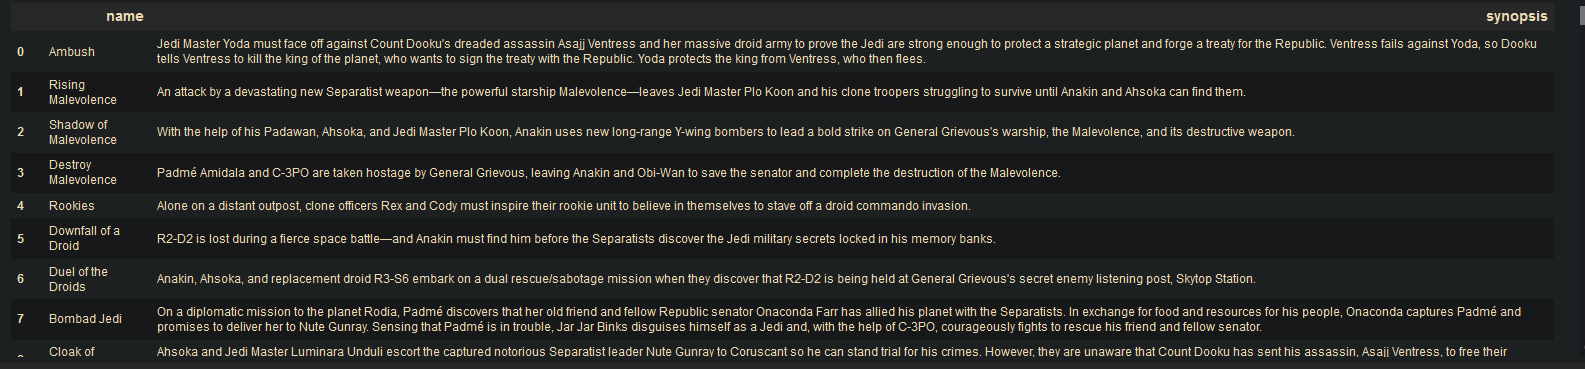 name synopsis
0 Ambush Jedi Master Yoda must face off against Count Dooku's dreaded assassin Asajj Ventress and her massive droid army to prove the Jedi are strong enough to protect a strategic planet and forge a treaty for the Republic. Ventress fails against Yoda, so Dooku
tells Ventress to kill the king of the planet, who wants to sign the treaty with the Republic. Yoda protects the king from Ventress, who then flees.
Rising
1 An attack by a devastating new Separatist weapon—the powerful starship Malevolence—leaves Jedi Master Plo Koon and his clone troopers struggling to survive until Anakin and Ahsoka can find them.
Malevolence
Shadow of
2 With the help of his Padawan, Ahsoka, and Jedi Master Plo Koon, Anakin uses new long-range Y-wing bombers to lead a bold strike on General Grievous's warship, the Malevolence, and its destructive weapon.
Malevolence
Destroy
3 Padmé Amidala and C-3PO are taken hostage by General Grievous, leaving Anakin and Obi-Wan to save the senator and complete the destruction of the Malevolence.
Malevolence
4 Rookies Alone on a distant outpost, clone officers Rex and Cody must inspire their rookie unit to believe in themselves to stave off a droid commando invasion.
Downfall of a
5 R2-D2 is lost during a fierce space battle—and Anakin must find him before the Separatists discover the Jedi military secrets locked in his memory banks.
Droid
Duel of the
6 Anakin, Ahsoka, and replacement droid R3-S6 embark on a dual rescue/sabotage mission when they discover that R2-D2 is being held at General Grievous's secret enemy listening post, Skytop Station.
Droids
7 Bombad Jedi On a diplomatic mission to the planet Rodia, Padmé discovers that her old friend and fellow Republic senator Onaconda Farr has allied his planet with the Separatists. In exchange for food and resources for his people, Onaconda captures Padmé and
promises to deliver her to Nute Gunray. Sensing that Padmé is in trouble, Jar Jar Binks disguises himself as a Jedi and, with the help of C-3PO, courageously fights to rescue his friend and fellow senator.
Cloak of Ahsoka and Jedi Master Luminara Unduli escort the captured notorious Separatist leader Nute Gunray to Coruscant so he can stand trial for his crimes. However, they are unaware that Count Dooku has sent his assassin, Asajj Ventress, to free their